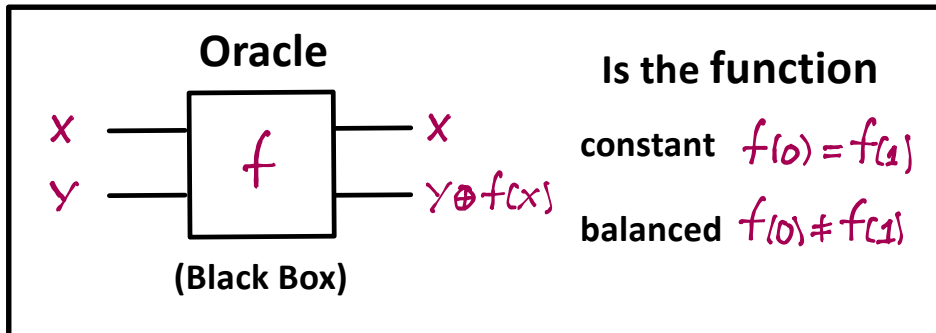 Oracle
X
Y
f
X
Y⊕f(x)
(Black Box)
Is the function
constant f(0) = f(1)
balanced f(0) ≠ f(1)